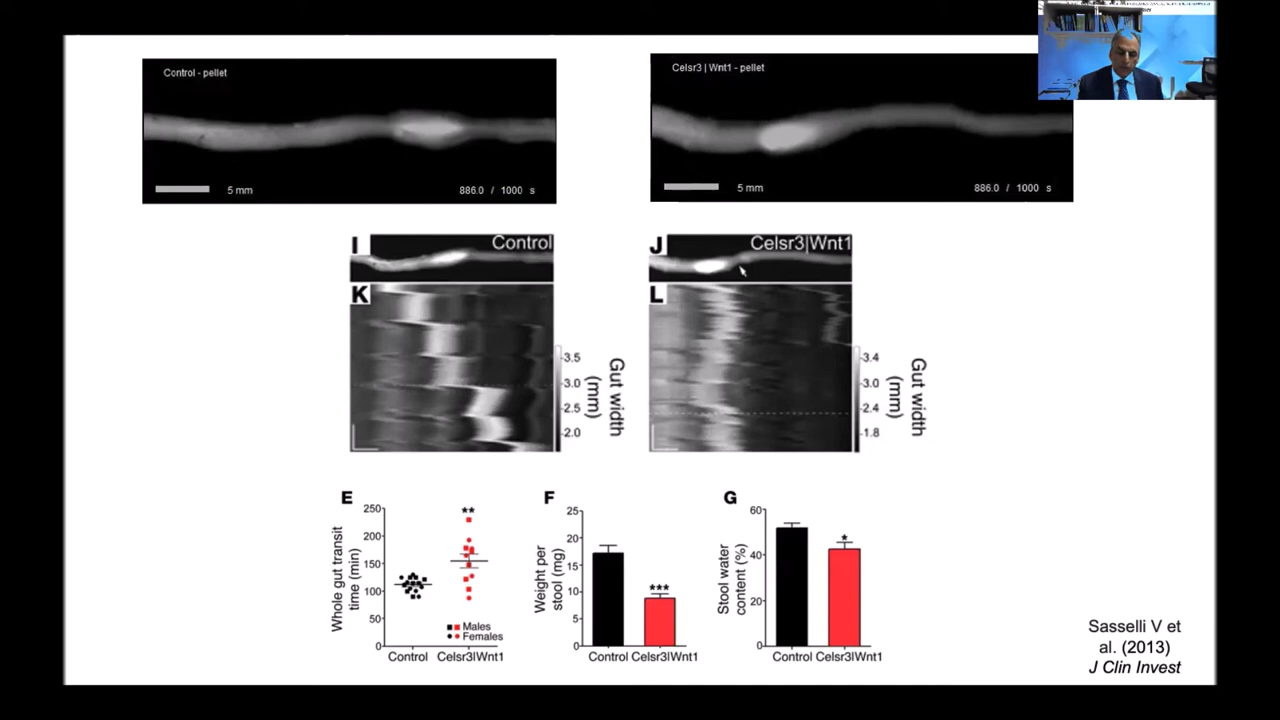 Control - pellet
5 mm
886.0 / 1000 s
Celsr3 | Wnt1 - pellet
5 mm
886.0 / 1000 s
I
Control
K
3.5
3.0
2.5
2.0
Gut width
(mm)
J
Celsr3|Wnt1
L
3.4
3.0
2.4
1.8
Gut width
(mm)
E
Whole gut transit
time (min)
250
200
150
100
50
0
**
Males
Females
Control Celsr3|Wnt1
F
Weight per
stool (mg)
25
20
15
10
5
0
***
Control Celsr3|Wnt1
G
Stool water
content (%)
60
40
20
0
*
Control Celsr3|Wnt1
Sasselli V et
al. (2013)
J Clin Invest